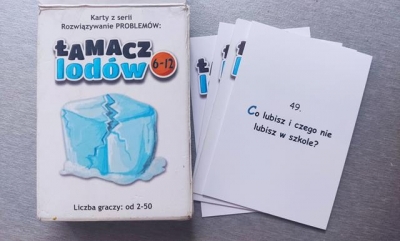 Karty z serii
Rozwiązywanie PROBLEMÓW:
ŁAMACZ
lodów
6-12
Liczba graczy: od 2-50
49.
Co lubisz i czego nie
lubisz w szkole?